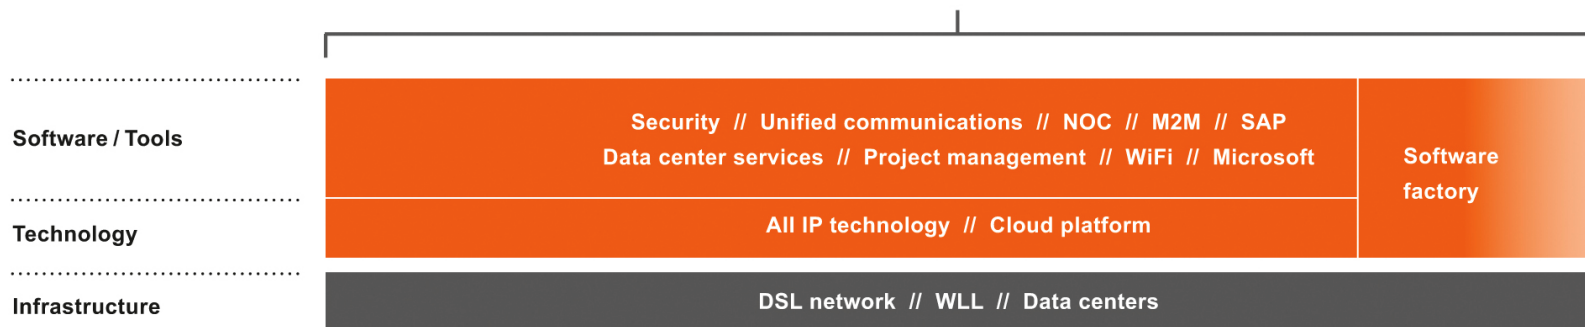 Software / Tools
Security // Unified communications // NOC // M2M // SAP
Data center services // Project management // WiFi // Microsoft
Software
factory
Technology
All IP technology // Cloud platform
Infrastructure
DSL network // WLL // Data centers